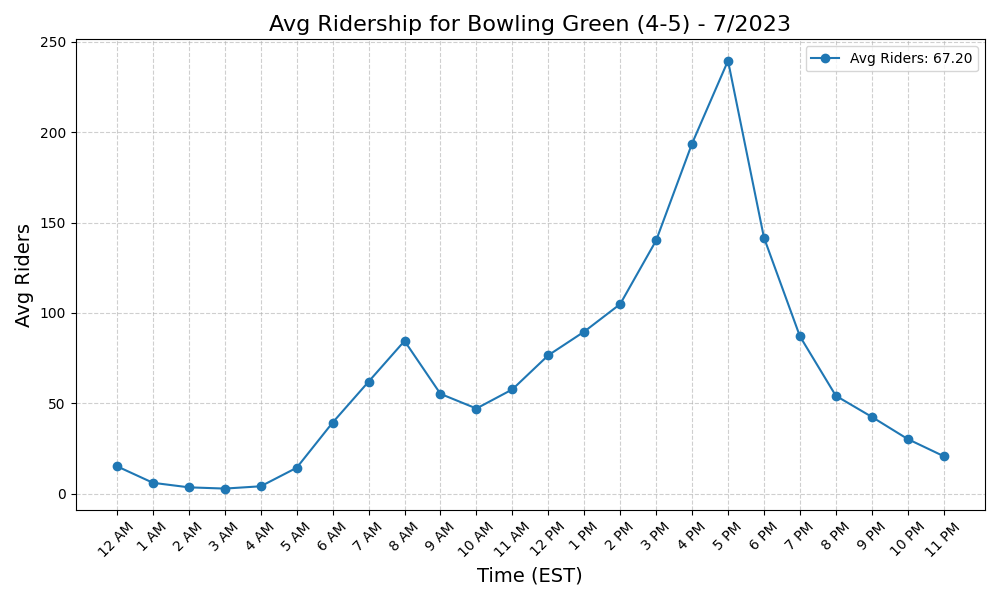 Avg Ridership for Bowling Green (4-5) - 7/2023
Avg Riders: 67.20
Avg Riders
250
200
150
100
50
0
12 AM 1 AM 2 AM 3 AM 4 AM 5 AM 6 AM 7 AM 8 AM 9 AM 10 AM 11 AM 12 PM 1 PM 2 PM 3 PM 4 PM 5 PM 6 PM 7 PM 8 PM 9 PM 10 PM 11 PM
Time (EST)